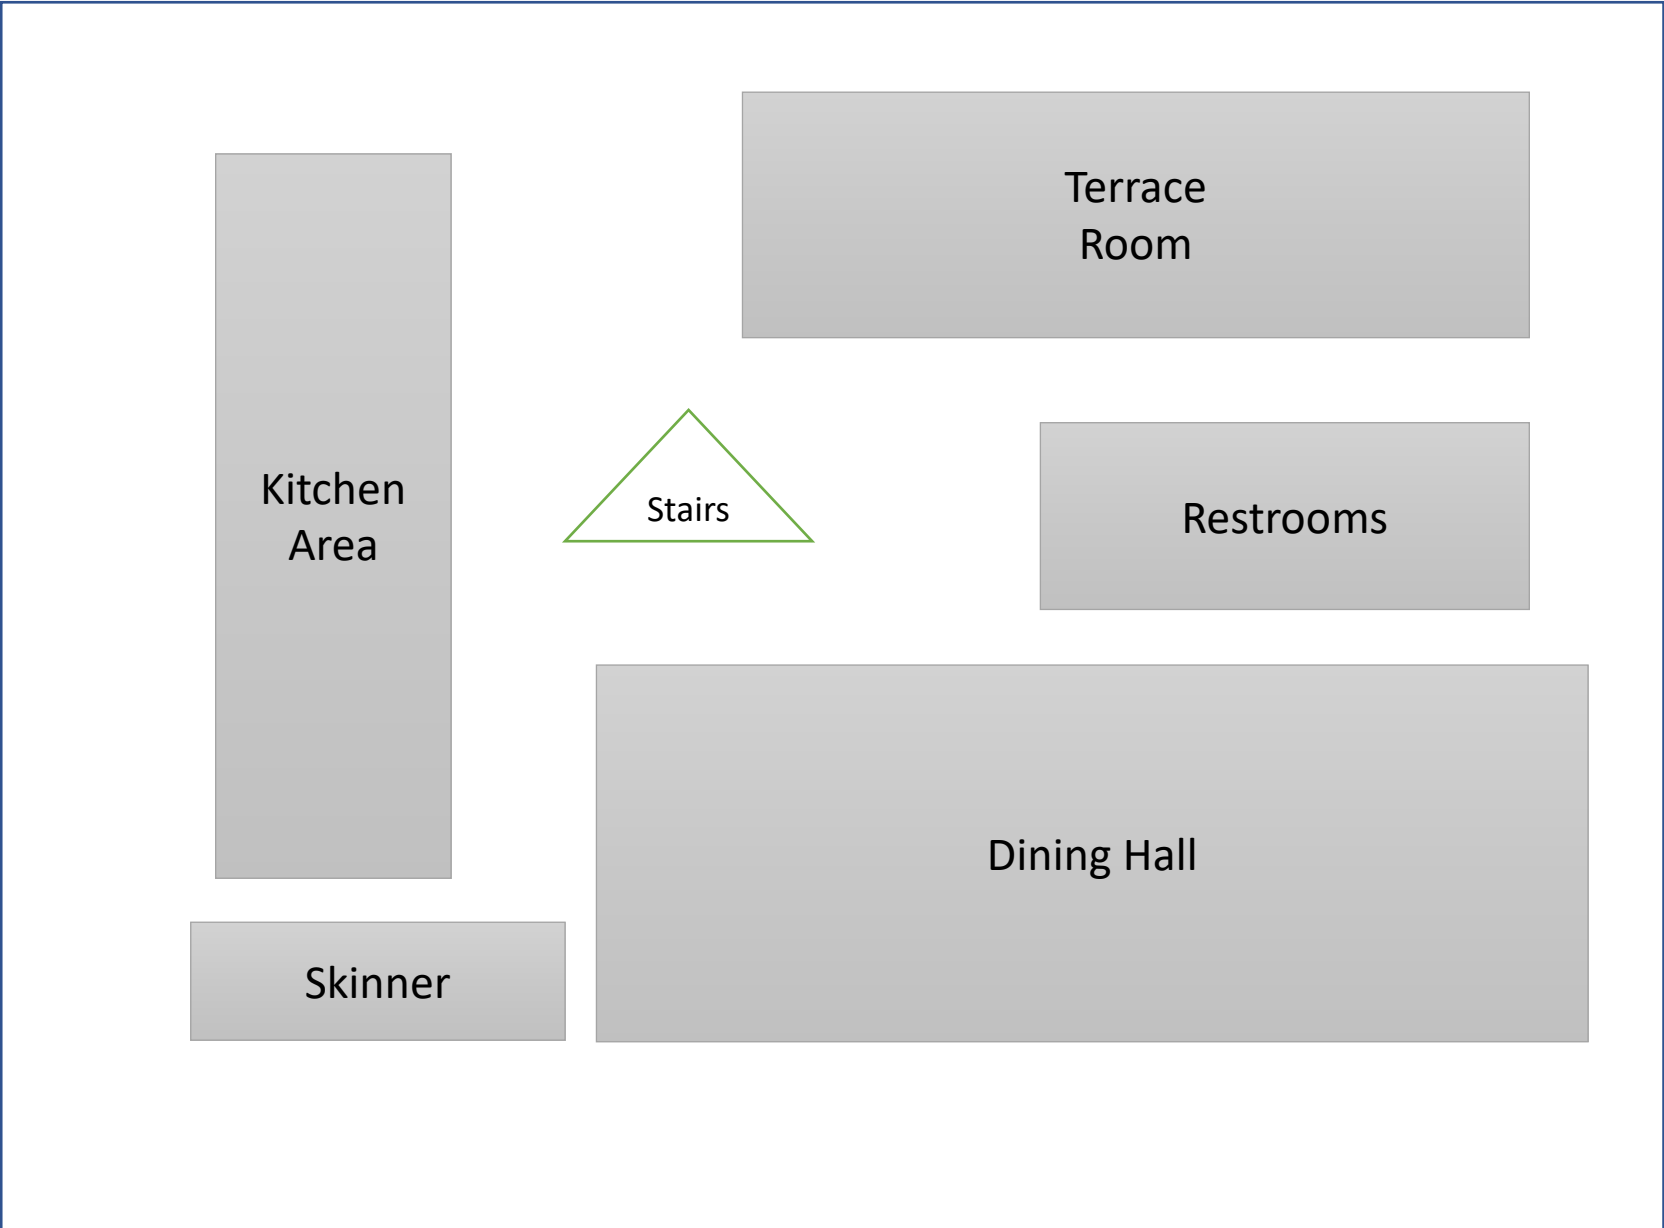 Terrace
Room
Kitchen
Area
Stairs
Restrooms
Dining Hall
Skinner